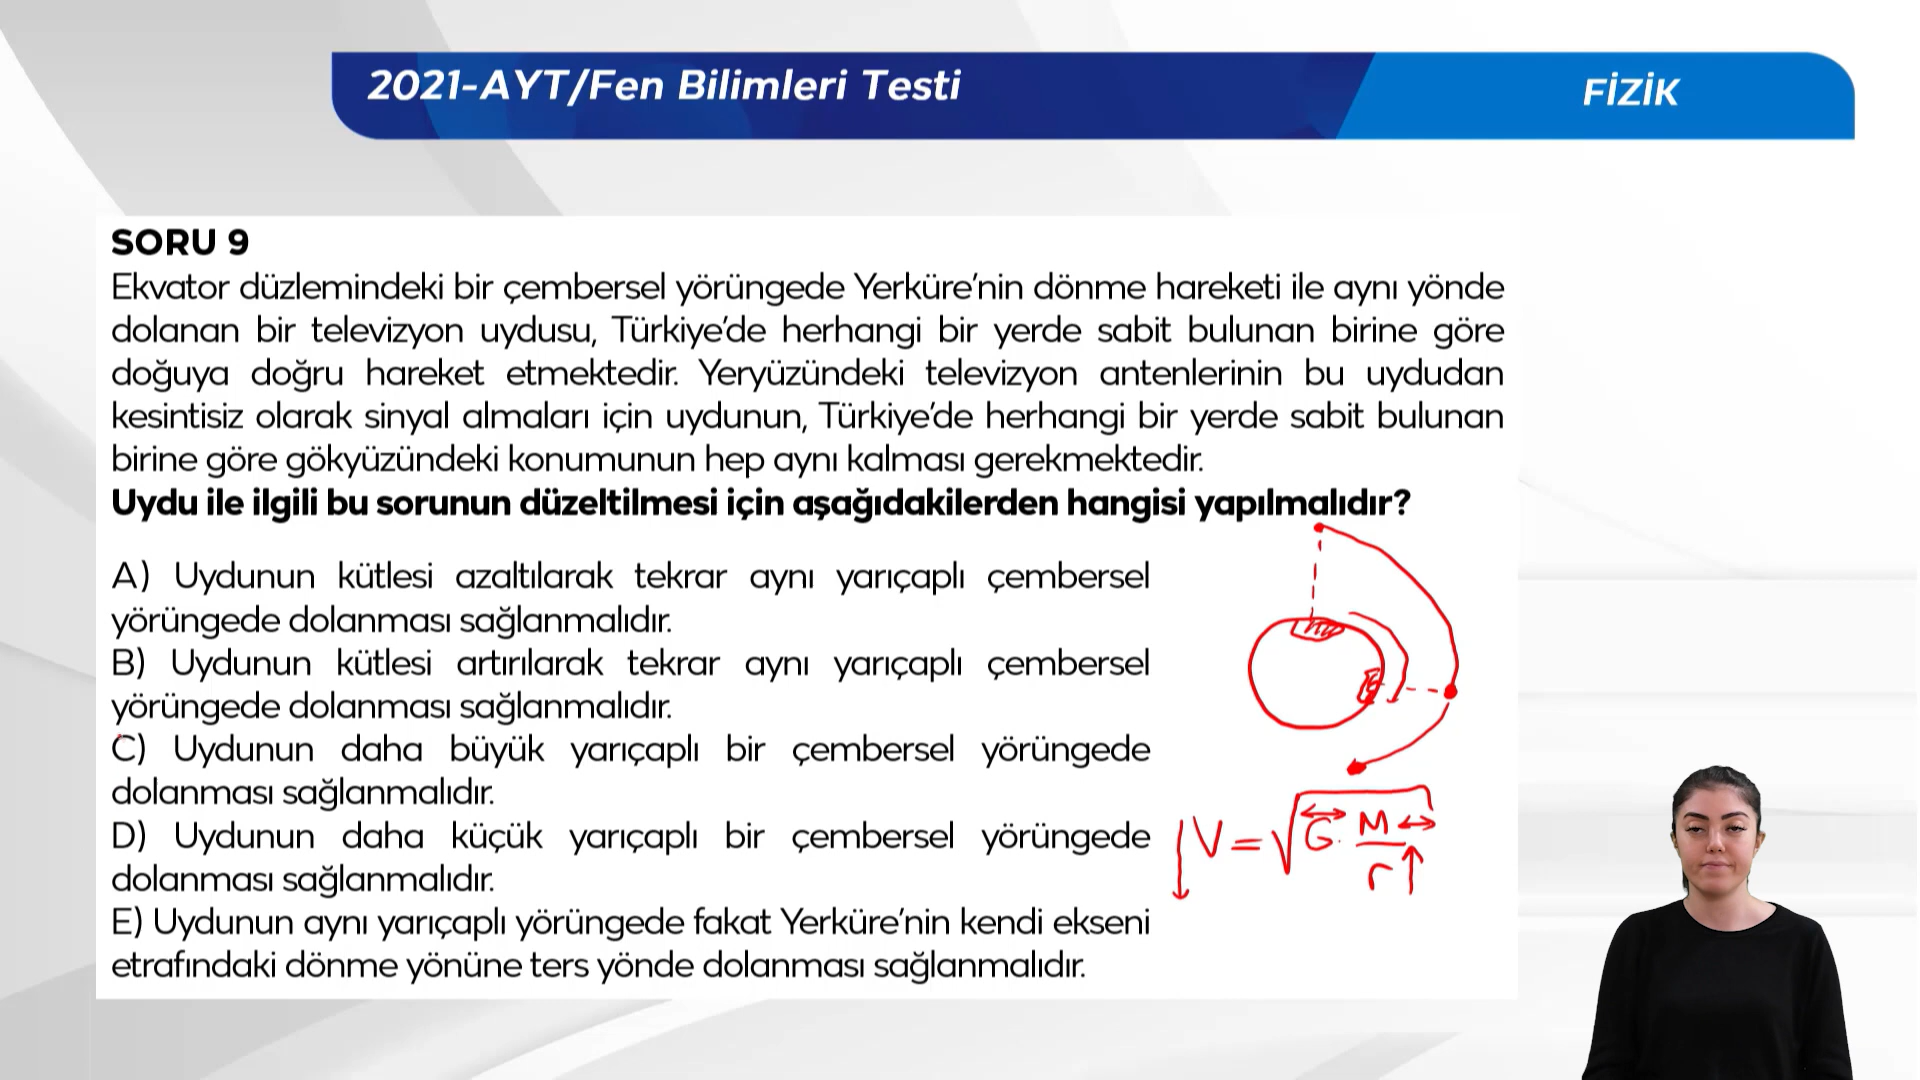 2021-AYT/Fen Bilimleri Testi
FİZİK
SORU 9
Ekvator düzlemindeki bir çembersel yörüngede Yerküre’nin dönme hareketi ile aynı yönde
dolanan bir televizyon uydusu, Türkiye’de herhangi bir yerde sabit bulunan birine göre
doğuya doğru hareket etmektedir. Yeryüzündeki televizyon antenlerinin bu uydudan
kesintisiz olarak sinyal almaları için uydunun, Türkiye’de herhangi bir yerde sabit bulunan
birine göre gökyüzündeki konumunun hep aynı kalması gerekmektedir.
Uydu ile ilgili bu sorunun düzeltilmesi için aşağıdakilerden hangisi yapılmalıdır?
A) Uydunun kütlesi azaltılarak tekrar aynı yarıçaplı çembersel
yörüngede dolanması sağlanmalıdır.
B) Uydunun kütlesi artırılarak tekrar aynı yarıçaplı çembersel
yörüngede dolanması sağlanmalıdır.
C) Uydunun daha büyük yarıçaplı bir çembersel yörüngede
dolanması sağlanmalıdır.
D) Uydunun daha küçük yarıçaplı bir çembersel yörüngede
dolanması sağlanmalıdır.
E) Uydunun aynı yarıçaplı yörüngede fakat Yerküre’nin kendi ekseni
etrafındaki dönme yönüne ters yönde dolanması sağlanmalıdır.
↓V = √G · M↔
r↑